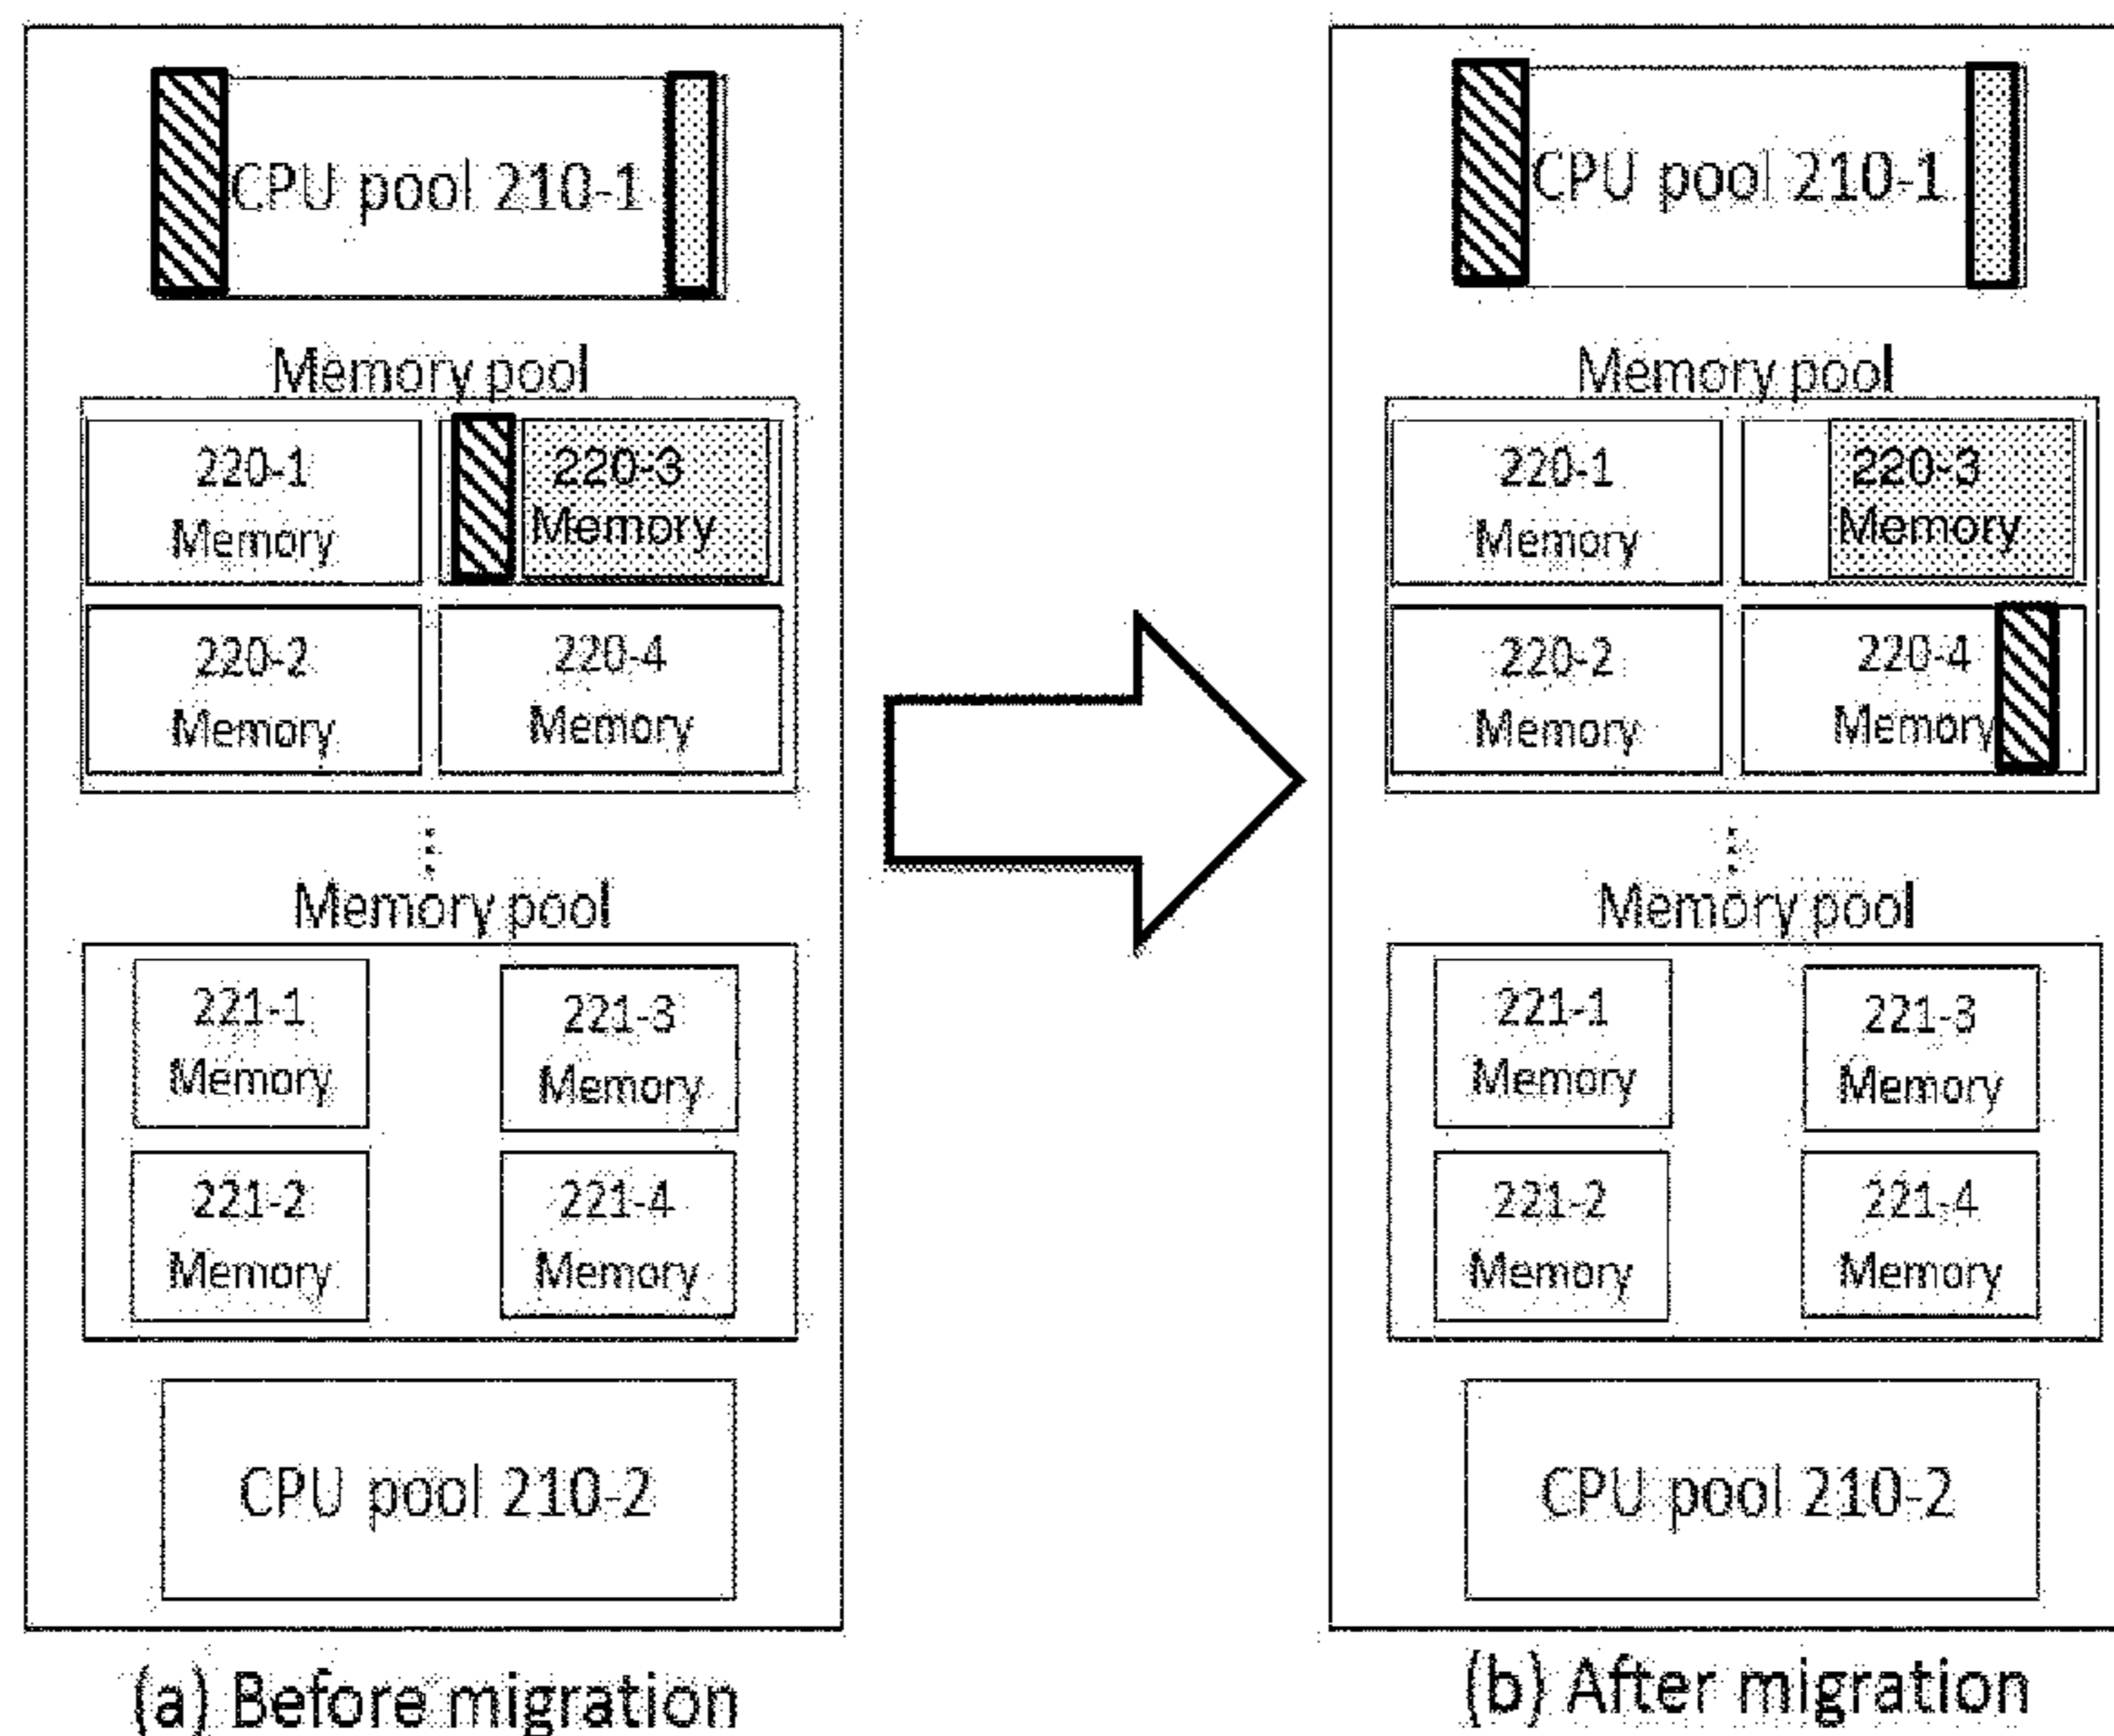 CPU pool 210-1
Memory pool
220-1
Memory
220-3
Memory
220-2
Memory
220-4
Memory
Memory pool
221-1
Memory
221-3
Memory
221-2
Memory
221-4
Memory
CPU pool 210-2
(a) Before migration
CPU pool 210-1
Memory pool
220-1
Memory
220-3
Memory
220-2
Memory
220-4
Memory
Memory pool
221-1
Memory
221-3
Memory
221-2
Memory
221-4
Memory
CPU pool 210-2
(b) After migration